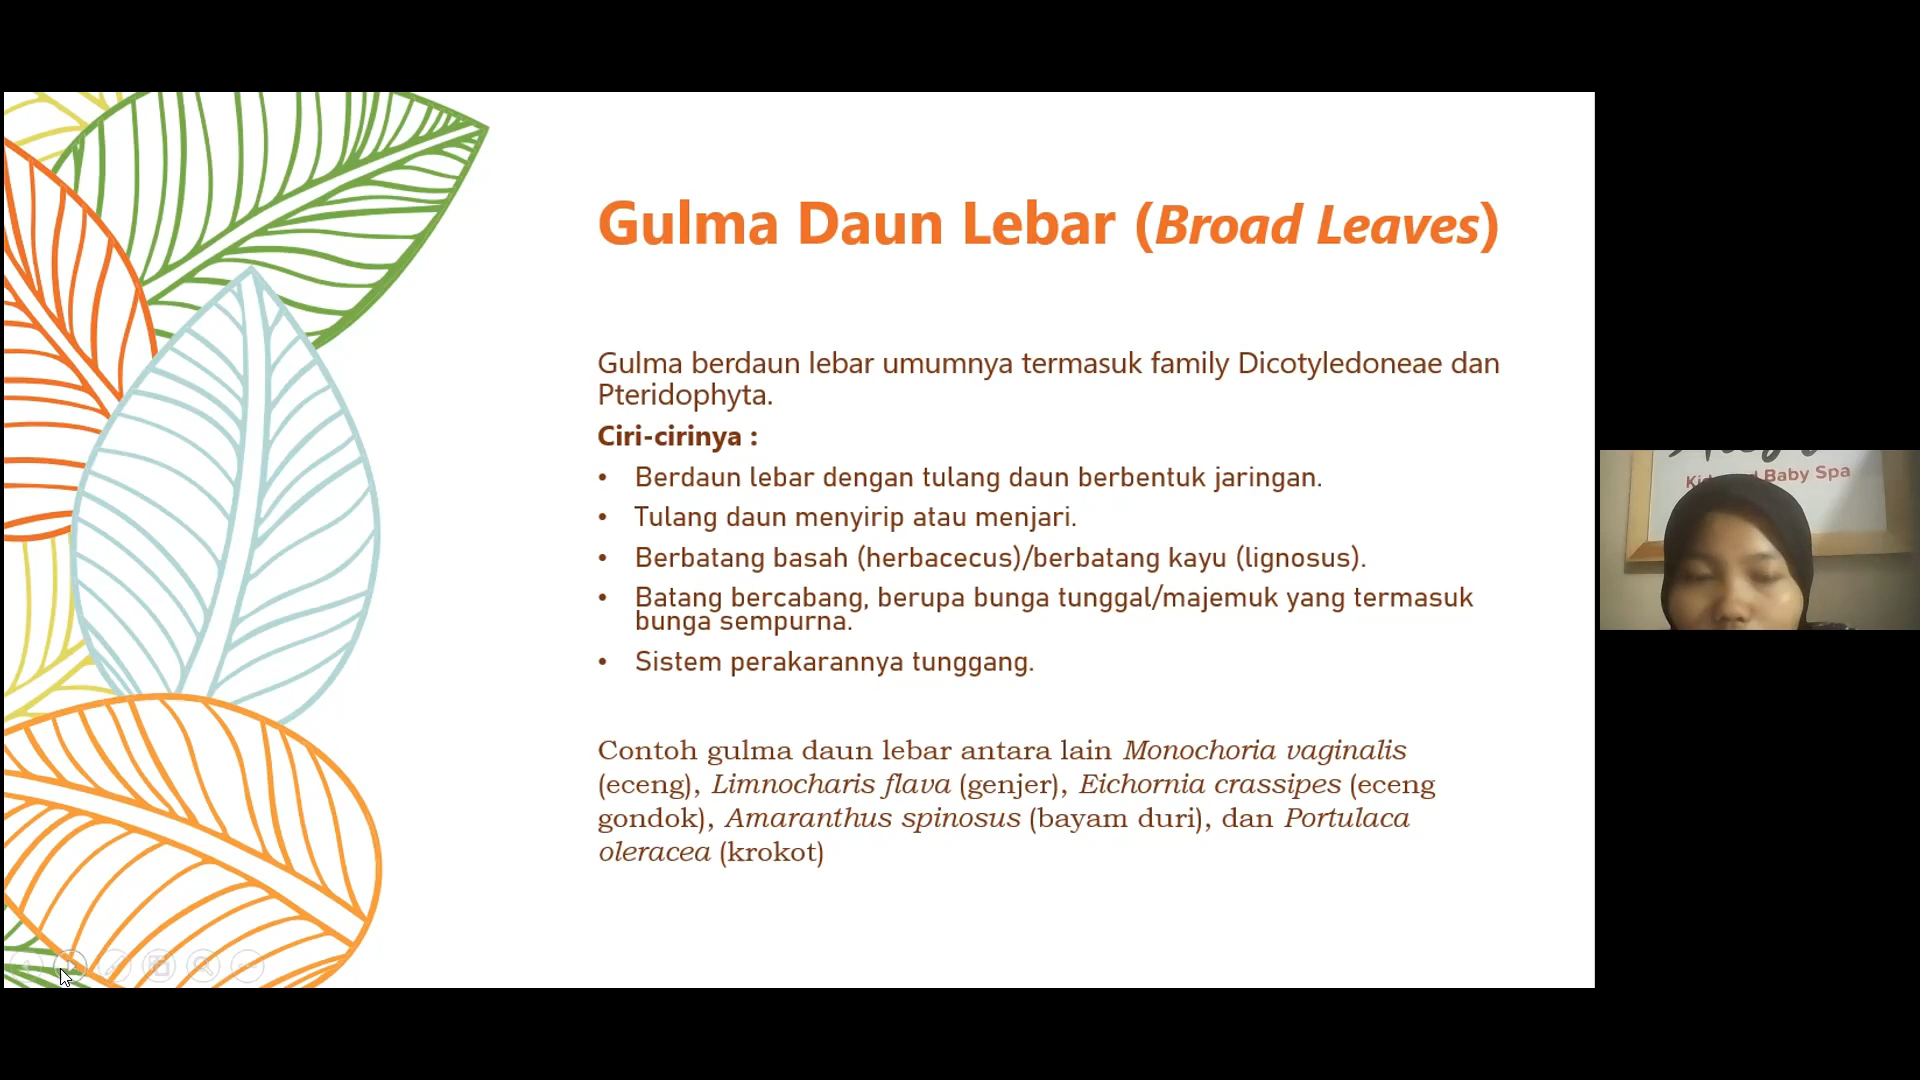 Gulma Daun Lebar (Broad Leaves)
Gulma berdaun lebar umumnya termasuk family Dicotyledoneae dan
Pteridophyta.
Ciri-cirinya :
• Berdaun lebar dengan tulang daun berbentuk jaringan.
• Tulang daun menyirip atau menjari.
• Berbatang basah (herbacecus)/berbatang kayu (lignosus).
• Batang bercabang, berupa bunga tunggal/majemuk yang termasuk
bunga sempurna.
• Sistem perakarannya tunggang.
Contoh gulma daun lebar antara lain Monochoria vaginalis
(eceng), Limnocharis flava (genjer), Eichornia crassipes (eceng
gondok), Amaranthus spinosus (bayam duri), dan Portulaca
oleracea (krokot)
Baby Spa